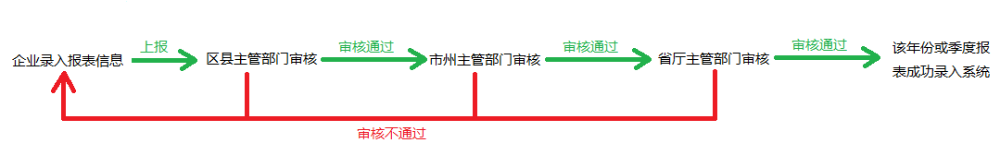 上报
审核通过
审核通过
审核通过
企业录入报表信息
区县主管部门审核
市州主管部门审核
省厅主管部门审核
该年份或季度报
表成功录入系统
审核不通过